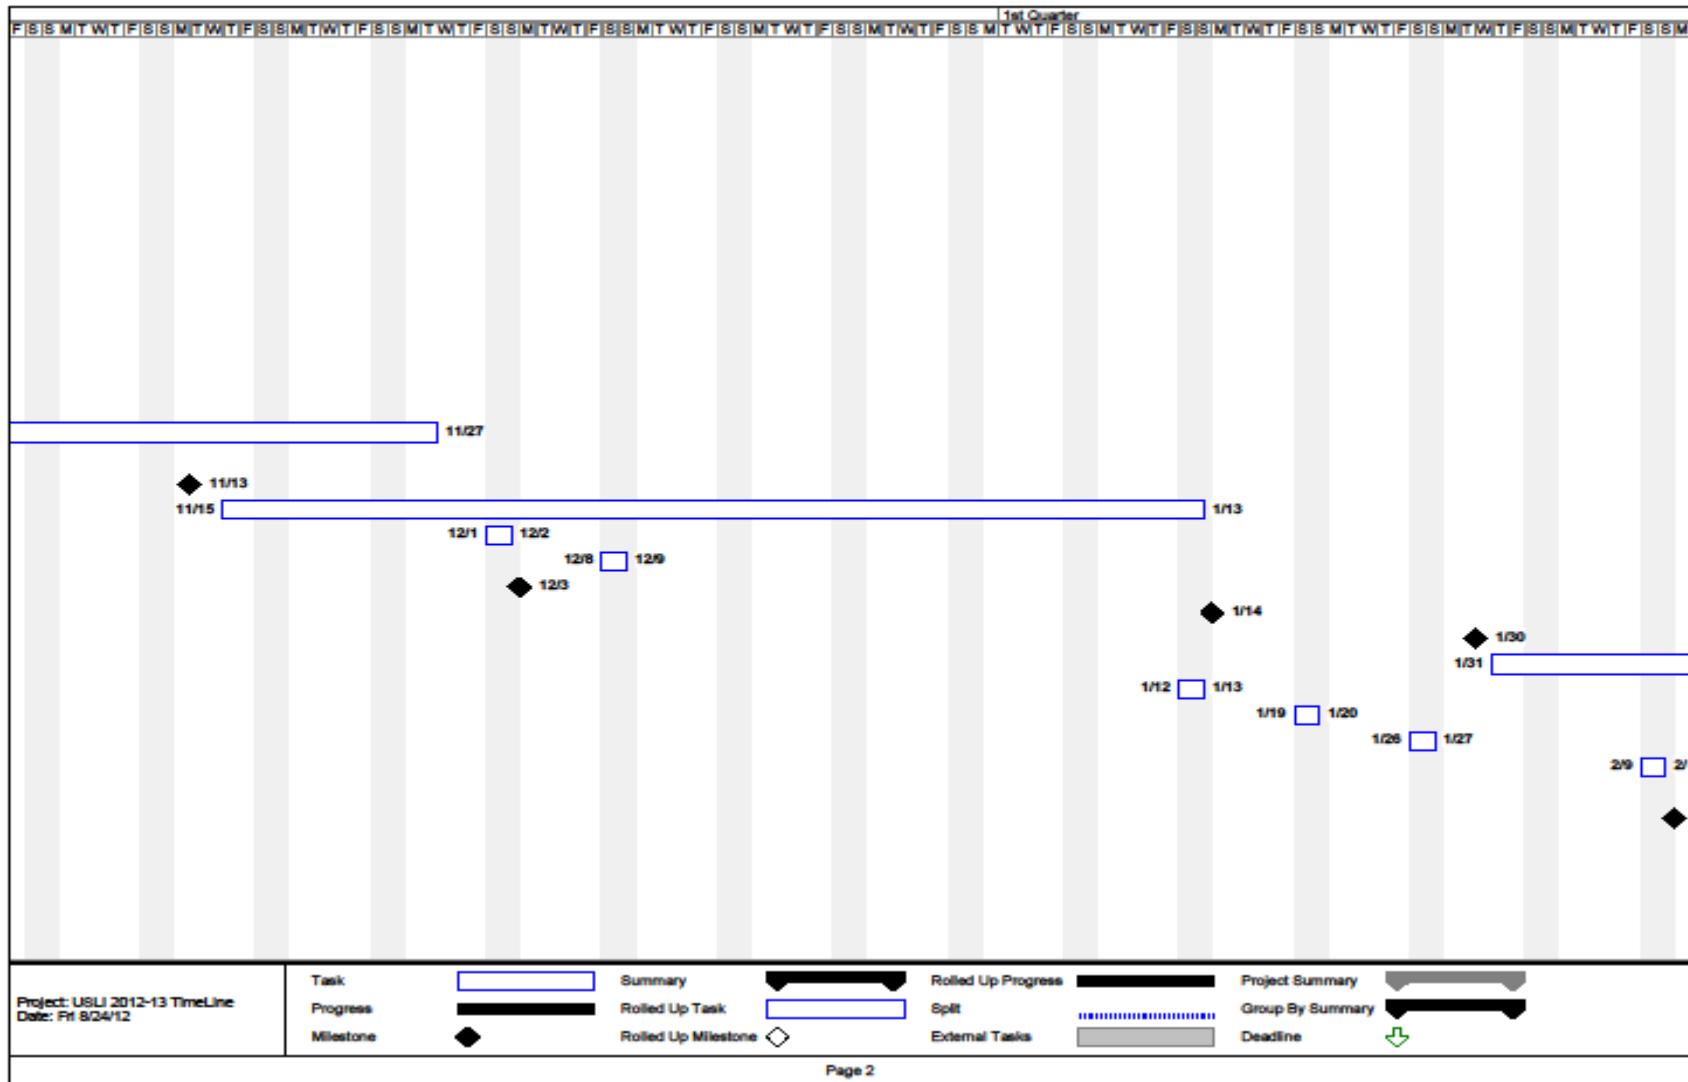 1st Quarter
F S S M T W T F S S M T W T F S S M T W T F S S M T W T F S S M T W T F S S M T W T F S S M T W T F S S M T W T F S S M T W T F S S M T W T F S S M T W T F S S M T W T F S S M T W T F S S M T W T F S S M
11/27
11/13
11/15 1/13
12/1 12/2
12/8 12/9
12/3
1/14
1/30
1/31
1/12 1/13
1/19 1/20
1/26 1/27
2/9 2/
Project: USLI 2012-13 TimeLine
Date: Fri 8/24/12
Task Summary Rolled Up Progress Project Summary
Progress Rolled Up Task Split Group By Summary
Milestone Rolled Up Milestone External Tasks Deadline
Page 2